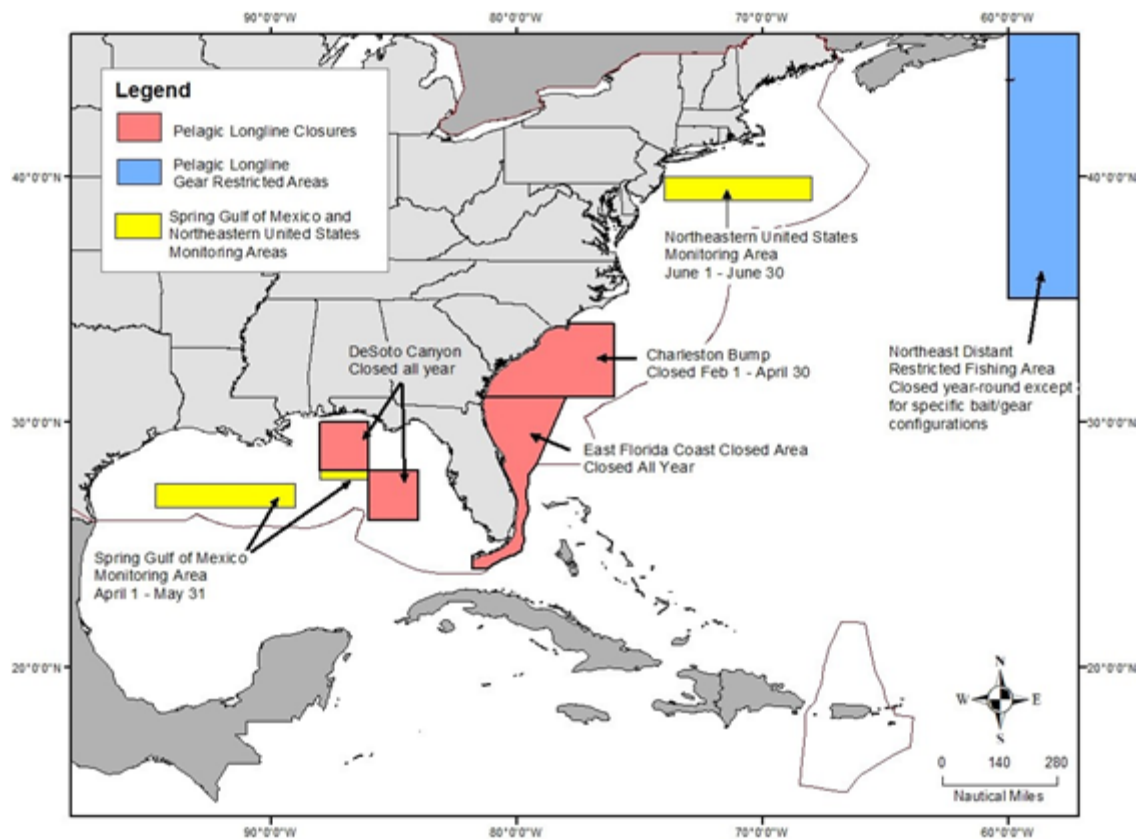 90°0'0"W
80°0'0"W
70°0'0"W
60°0'0"W
Legend
Pelagic Longline Closures
Pelagic Longline
Gear Restricted Areas
Spring Gulf of Mexico and
Northeastern United States
Monitoring Areas
40°0'0"N
40°0'0"N
Northeastern United States
Monitoring Area
June 1 - June 30
DeSoto Canyon
Closed all year
Charleston Bump
Closed Feb 1 - April 30
Northeast Distant
Restricted Fishing Area
Closed year-round except
for specific bait/gear
configurations
30°0'0"N
30°0'0"N
East Florida Coast Closed Area
Closed All Year
Spring Gulf of Mexico
Monitoring Area
April 1 - May 31
20°0'0"N
20°0'0"N
N
W
E
S
0
140
280
Nautical Miles
90°0'0"W
80°0'0"W
70°0'0"W
60°0'0"W